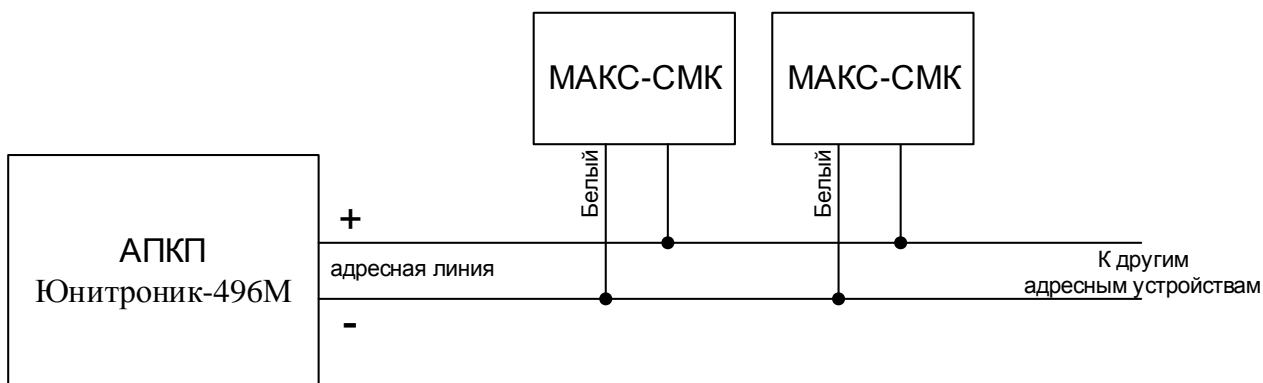 МАКС-СМК
МАКС-СМК
Белый
Белый
+
АПКП
Юнитроник-496М
адресная линия
-
К другим
адресным устройствам